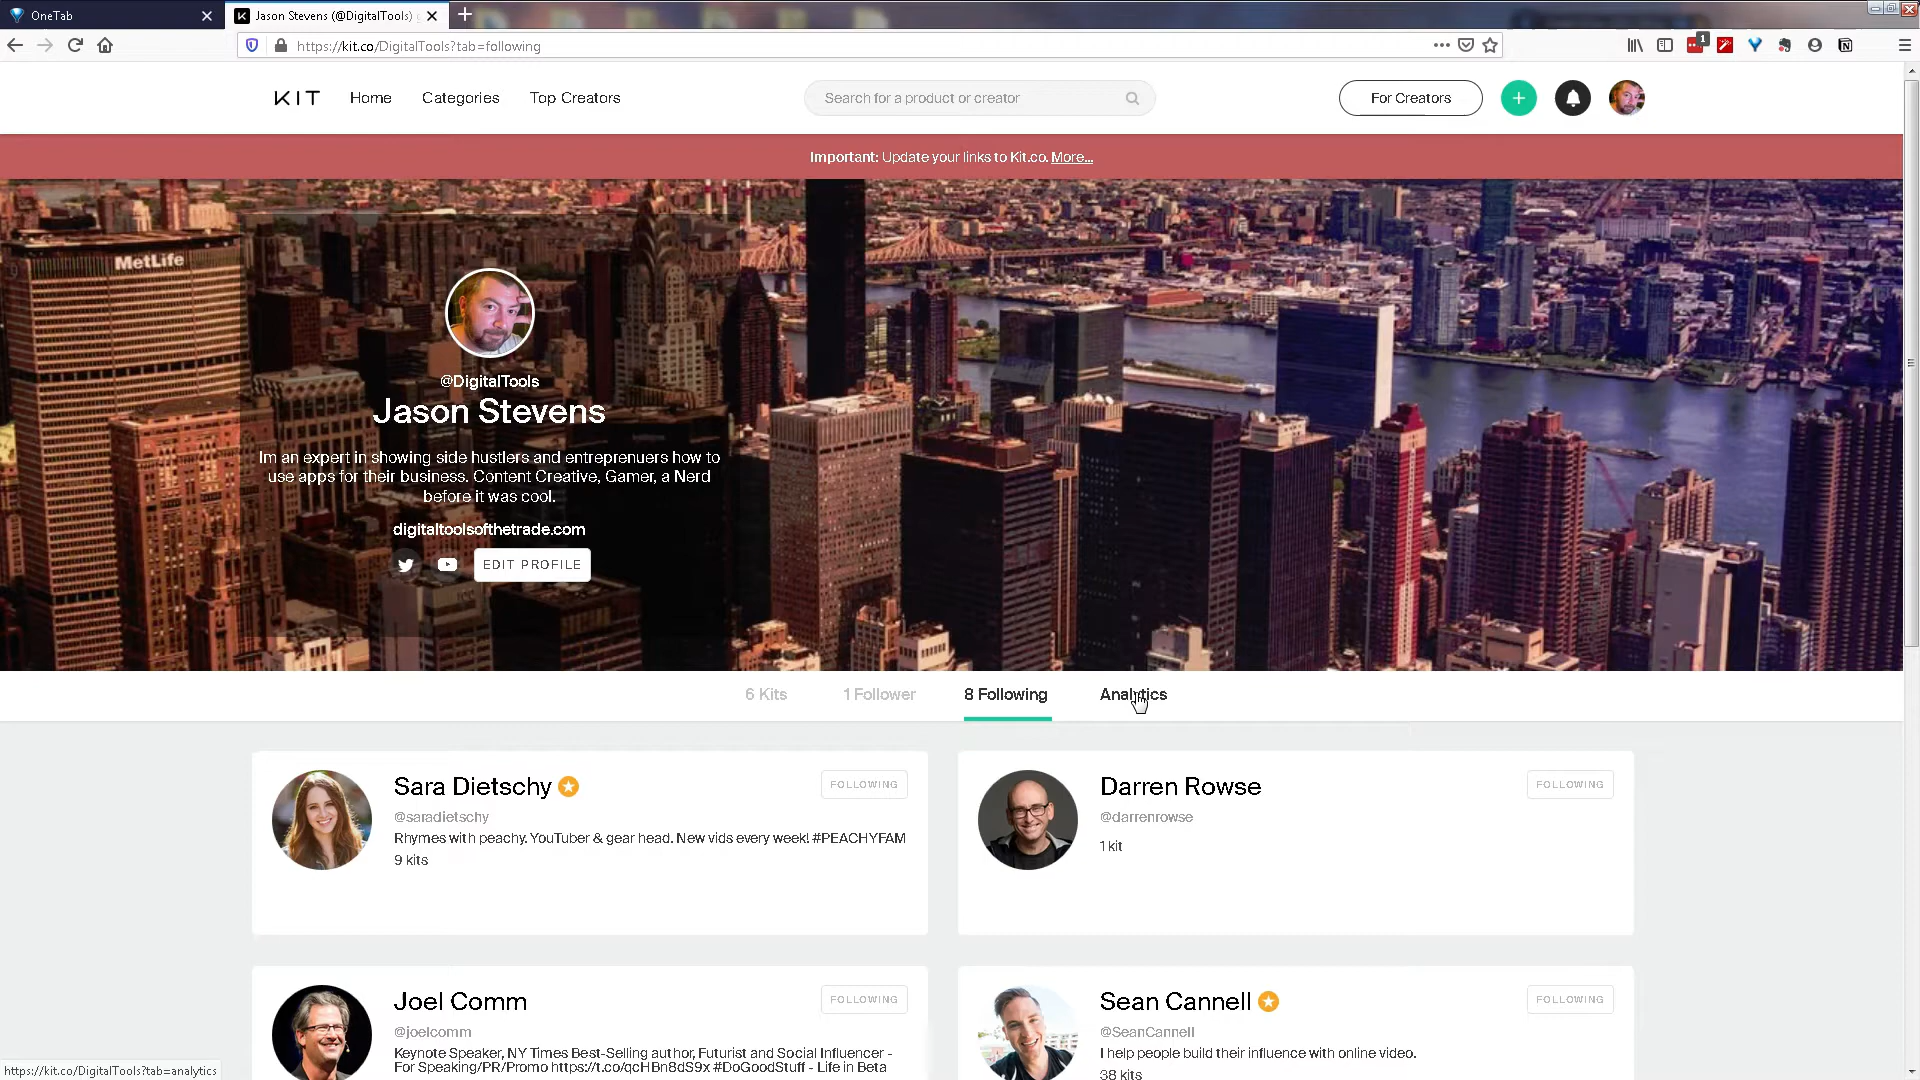 OneTab
Jason Stevens (@DigitalTools)
https://kit.co/DigitalTools?tab=following
1
KIT
Home
Categories
Top Creators
Search for a product or creator
For Creators
Important: Update your links to Kit.co. More...
MetLife
@DigitalTools
Jason Stevens
Im an expert in showing side hustlers and entreprenuers how to
use apps for their business. Content Creative, Gamer, a Nerd
before it was cool.
digitaltoolsofthetrade.com
EDIT PROFILE
6 Kits
1 Follower
8 Following
Analytics
Sara Dietschy
FOLLOWING
@saradietschy
Rhymes with peachy. YouTuber & gear head. New vids every week! #PEACHYFAM
9 kits
Darren Rowse
FOLLOWING
@darrenrowse
1 kit
Joel Comm
FOLLOWING
@joelcomm
Keynote Speaker, NY Times Best-Selling author, Futurist and Social Influencer -
For Speaking/PR/Promo https://t.co/qcHBn8dS9x #DoGoodStuff - Life in Beta
Sean Cannell
FOLLOWING
@SeanCannell
I help people build their influence with online video.
38 kits
https://kit.co/DigitalTools?tab=analytics